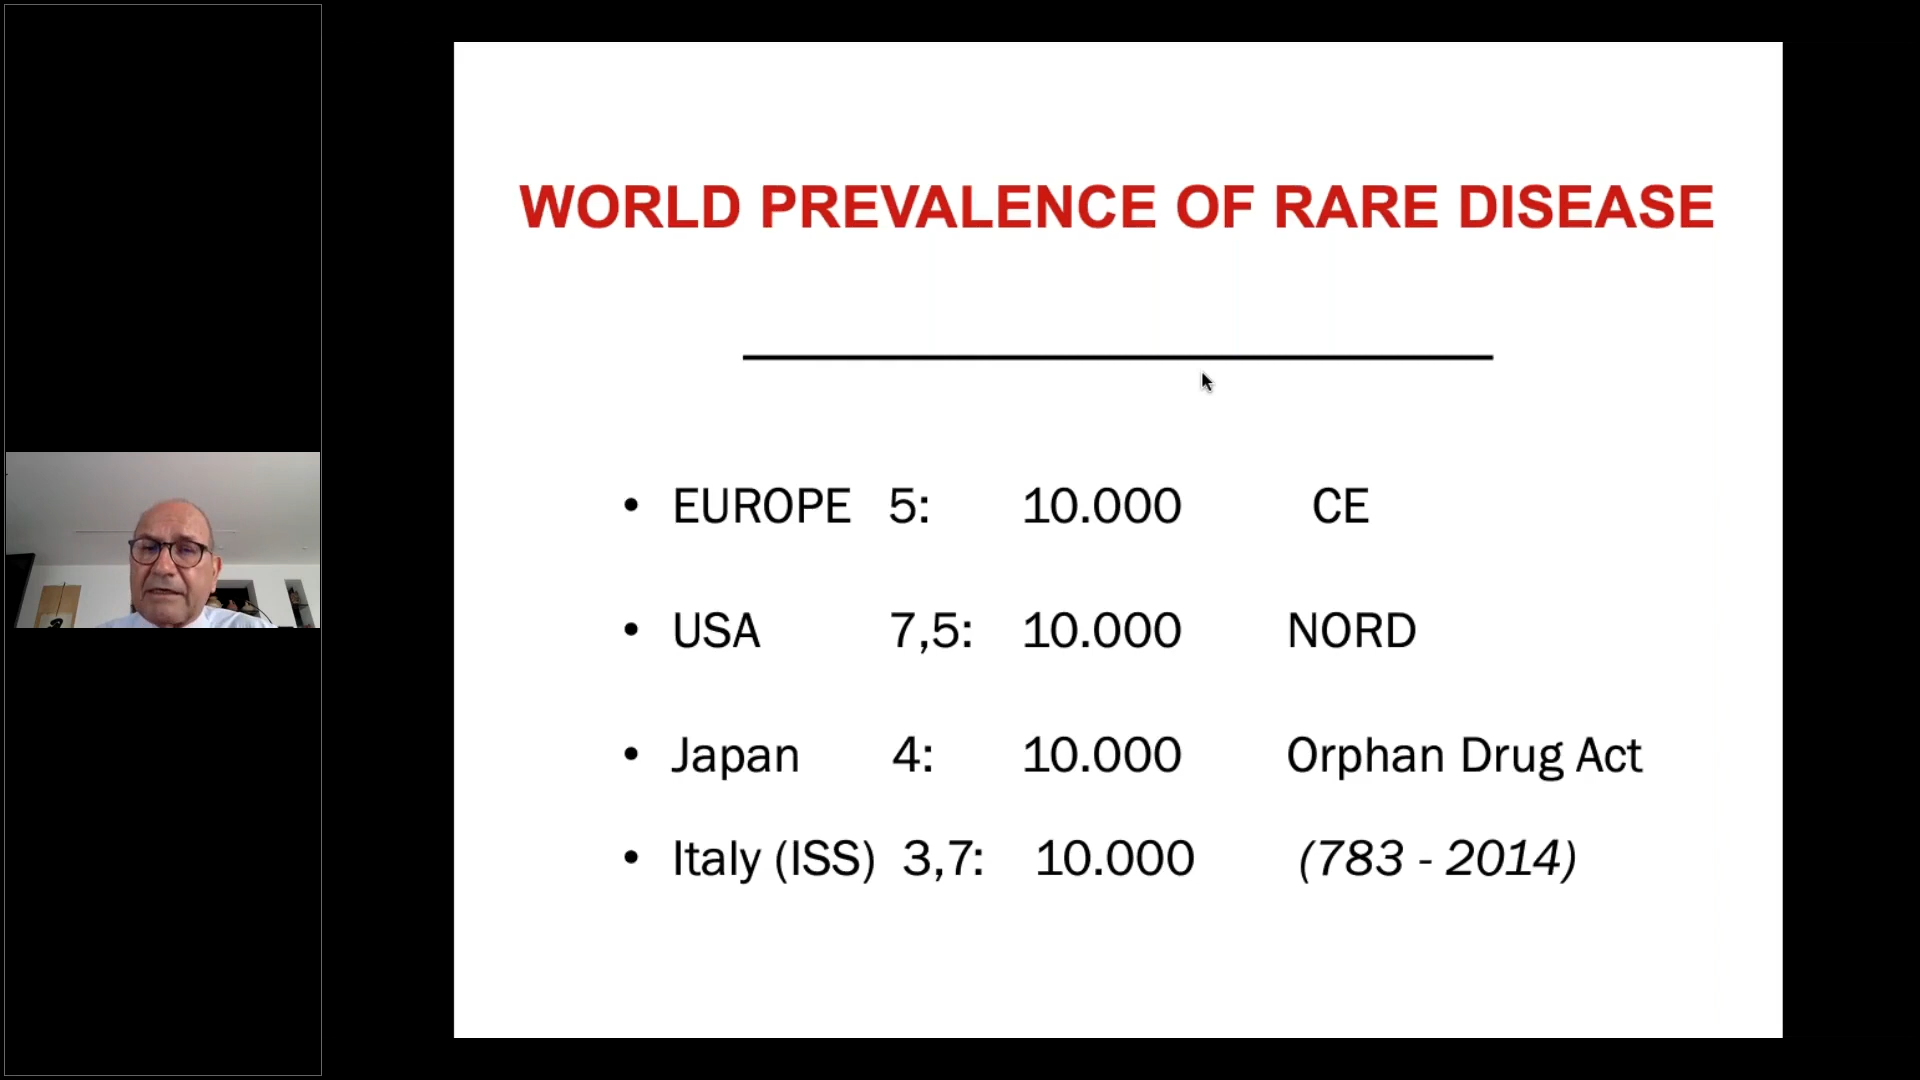 WORLD PREVALENCE OF RARE DISEASE
• EUROPE 5: 10.000 CE
• USA 7,5: 10.000 NORD
• Japan 4: 10.000 Orphan Drug Act
• Italy (ISS) 3,7: 10.000 (783 - 2014)